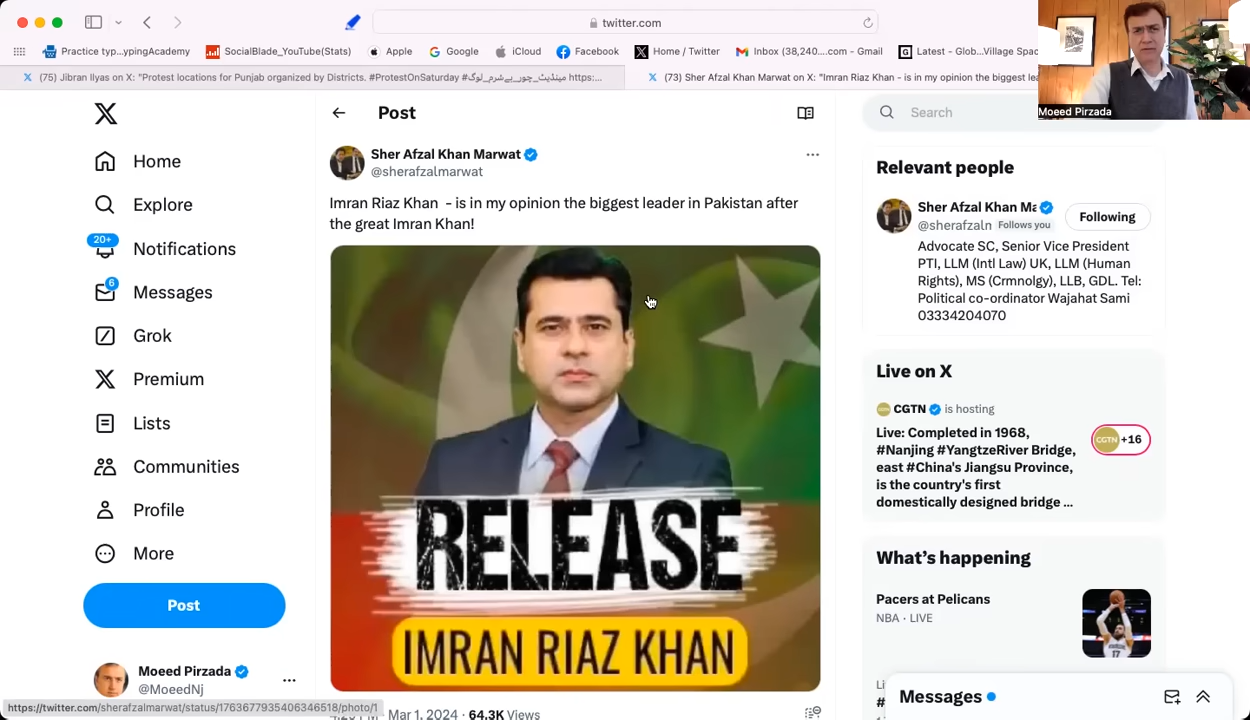 twitter.com
Practice typ...ypingAcademy
SocialBlade_YouTube(Stats)
Apple
Google
iCloud
Facebook
Home / Twitter
Inbox (38,240....com - Gmail
Latest - Glob...Village Spac
(75) Jibran Ilyas on X: "Protest locations for Punjab organized by Districts. #ProtestOnSaturday #مینڈیٹ_چور_بےشرم_لوگ https:...
(73) Sher Afzal Khan Marwat on X: "Imran Riaz Khan - is in my opinion the biggest lea
Moeed Pirzada
Home
Explore
20+
Notifications
6
Messages
Grok
Premium
Lists
Communities
Profile
More
Post
Moeed Pirzada
@MoeedNj
https://twitter.com/sherafzalmarwat/status/1763677935406346518/photo/1
Post
Sher Afzal Khan Marwat
@sherafzalmarwat
Imran Riaz Khan - is in my opinion the biggest leader in Pakistan after
the great Imran Khan!
RELEASE
IMRAN RIAZ KHAN
Mar 1, 2024 · 64.3K Views
Search
Relevant people
Sher Afzal Khan Ma
@sherafzaln Follows you
Following
Advocate SC, Senior Vice President
PTI, LLM (Intl Law) UK, LLM (Human
Rights), MS (Crmnolgy), LLB, GDL. Tel:
Political co-ordinator Wajahat Sami
03334204070
Live on X
CGTN is hosting
Live: Completed in 1968,
#Nanjing #YangtzeRiver Bridge,
east #China's Jiangsu Province,
is the country's first
domestically designed bridge ...
CGTN +16
What's happening
Pacers at Pelicans
NBA · LIVE
Messages